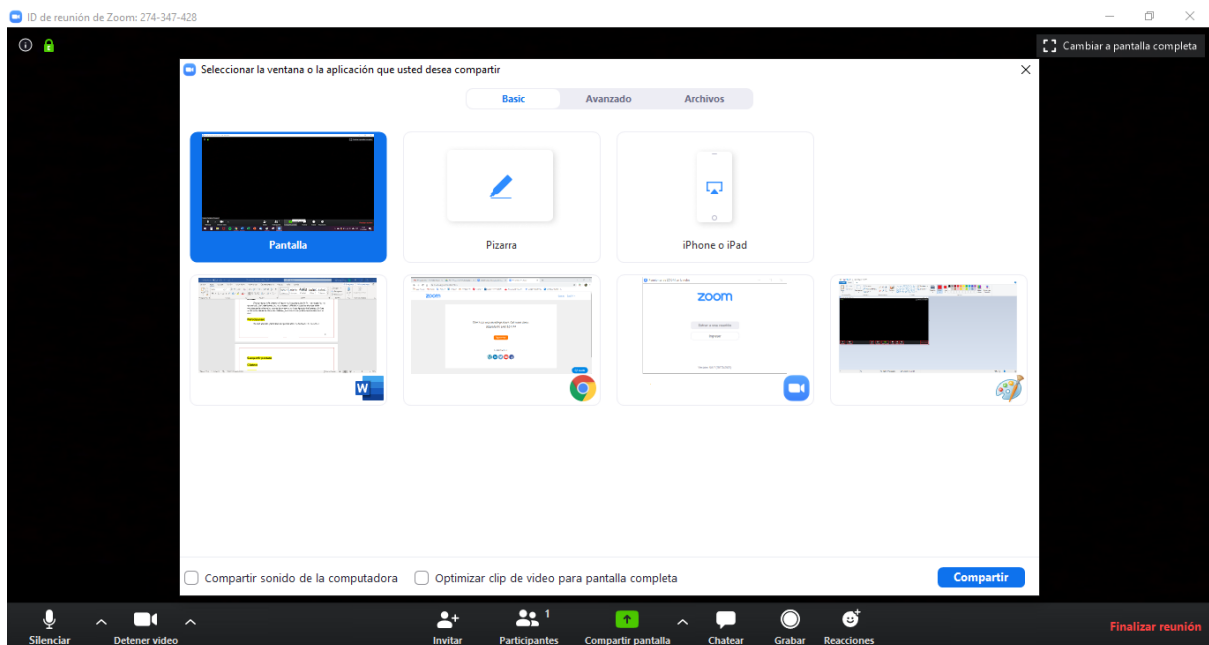 ID de reunión de Zoom: 274-347-428
Cambiar a pantalla completa
Seleccionar la ventana o la aplicación que usted desea compartir
Basic Avanzado Archivos
Pantalla Pizarra iPhone o iPad
W
zoom
zoom
Compartir sonido de la computadora Optimizar clip de video para pantalla completa Compartir
1
Silenciar Detener video Invitar Participantes Compartir pantalla Chatear Grabar Reacciones Finalizar reunión